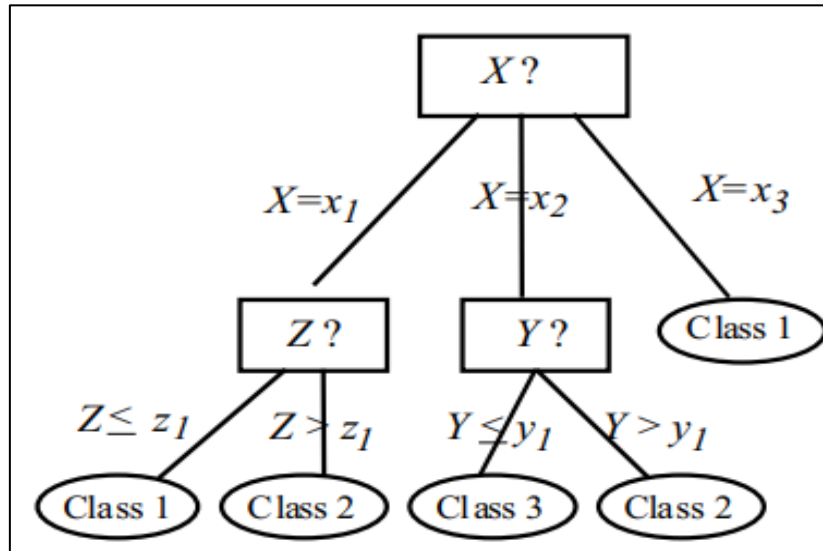 X ?
X=x₁ X=x₂ X=x₃
Z ? Y ? Class 1
Z ≤ z₁ Z > z₁ Y ≤ y₁ Y > y₁
Class 1 Class 2 Class 3 Class 2